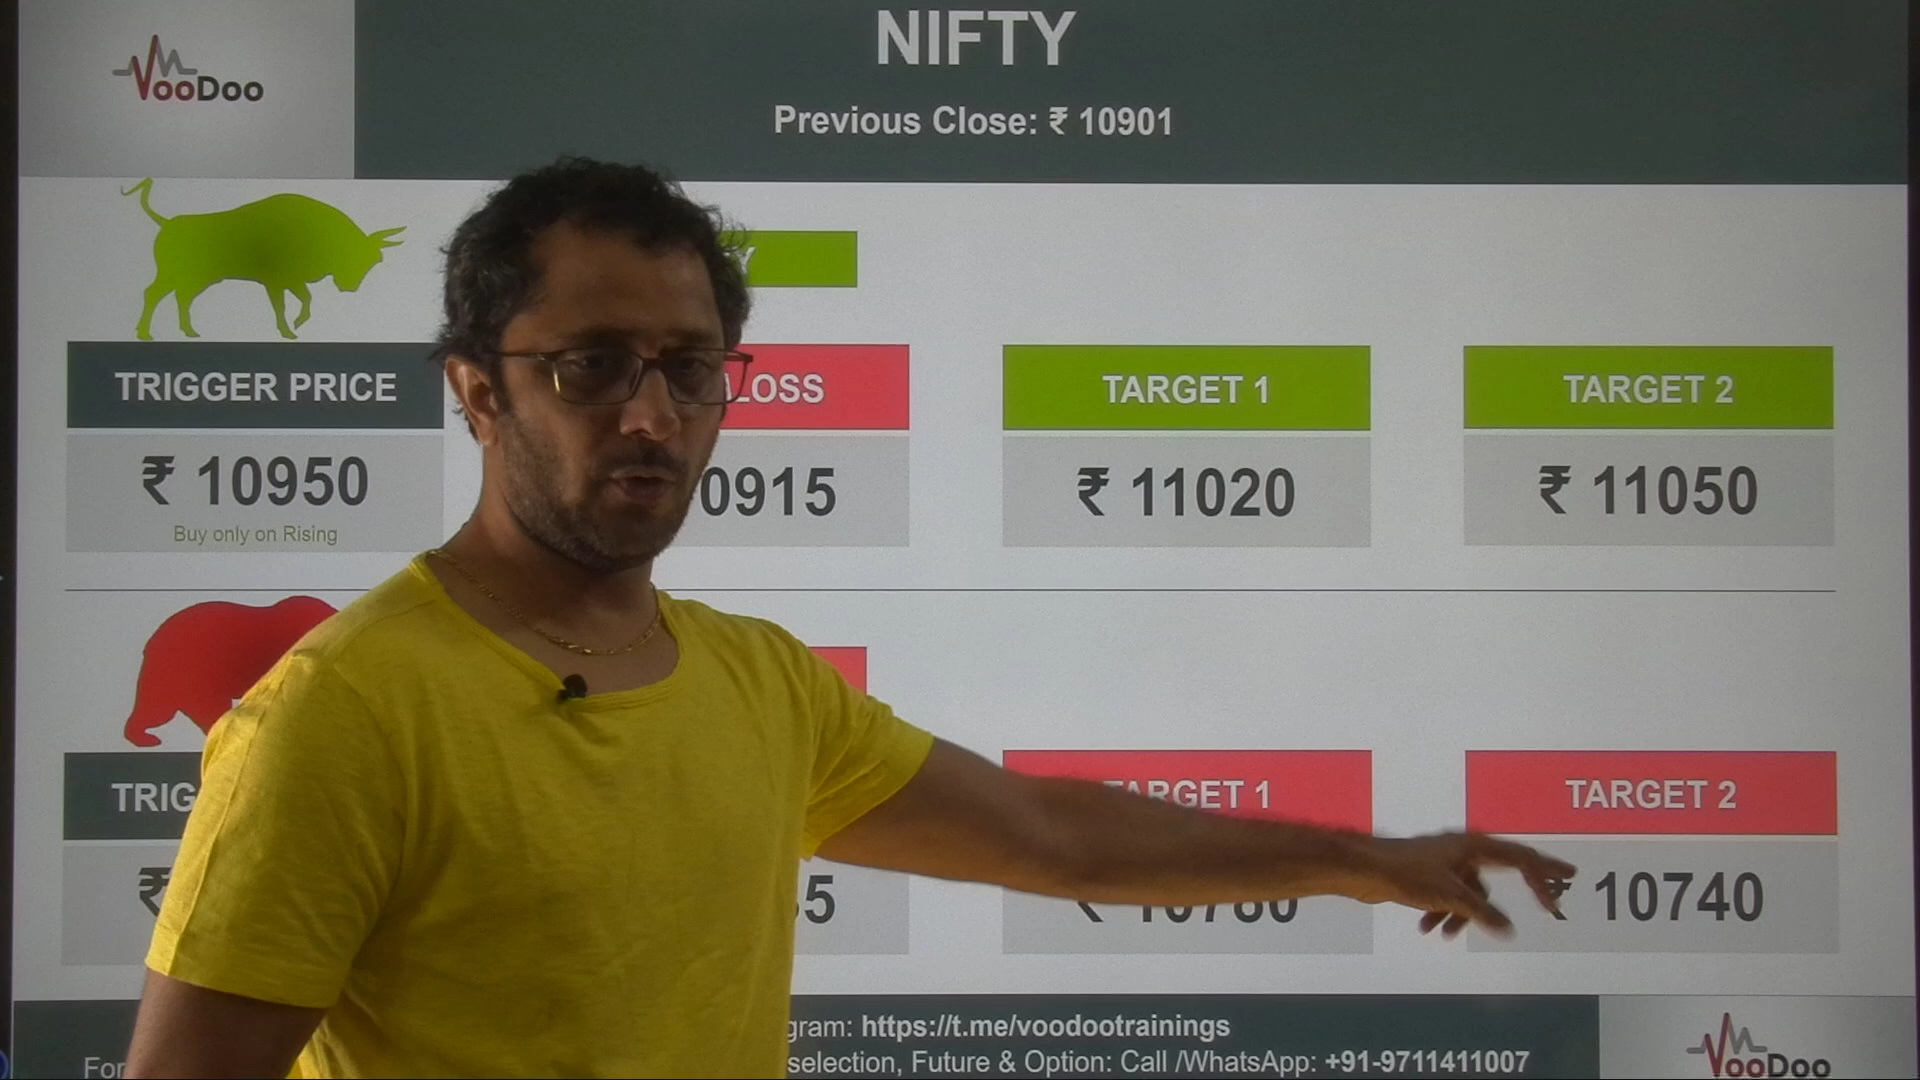 VooDoo
NIFTY
Previous Close: ₹ 10901
TRIGGER PRICE
LOSS
TARGET 1
TARGET 2
₹ 10950
0915
₹ 11020
₹ 11050
Buy only on Rising
TRIG
TARGET 1
TARGET 2
₹
₹ 10780
₹ 10740
gram: https://t.me/voodootrainings
For
selection, Future & Option: Call /WhatsApp: +91-9711411007
VooDoo